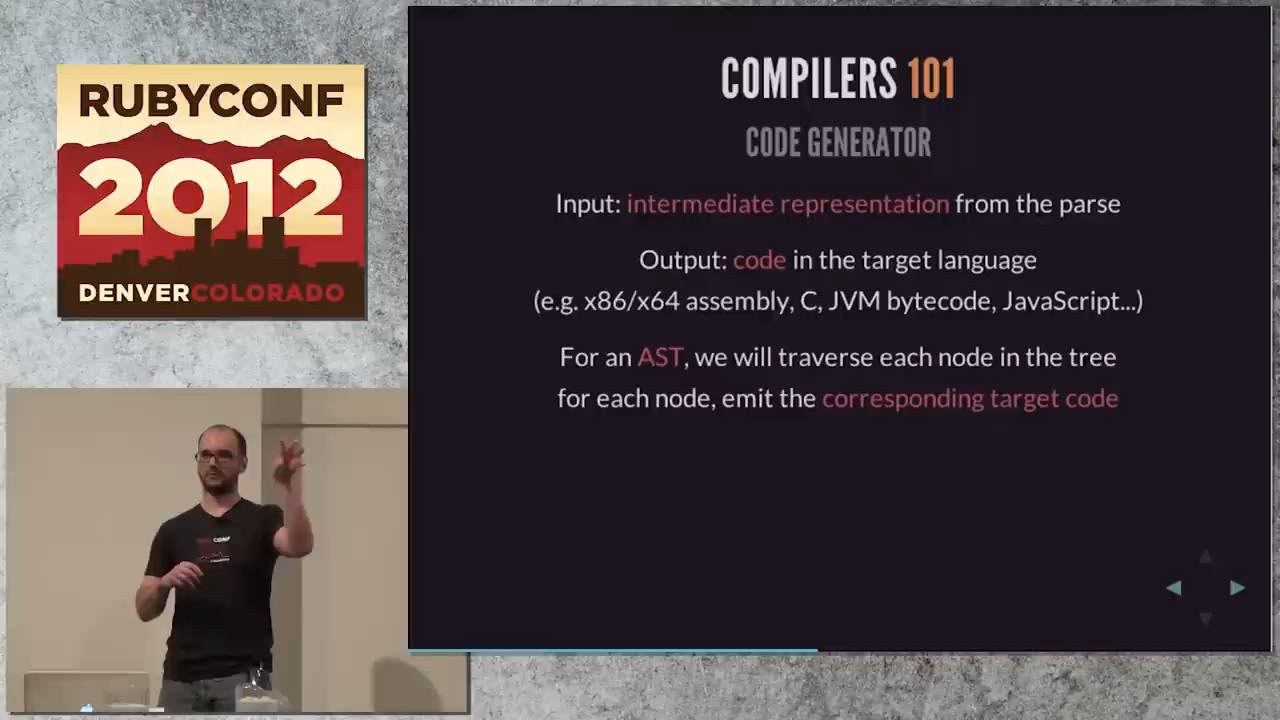 RUBYCONF
2012
DENVERCOLORADO
COMPILERS 101
CODE GENERATOR
Input: intermediate representation from the parse
Output: code in the target language
(e.g. x86/x64 assembly, C, JVM bytecode, JavaScript...)
For an AST, we will traverse each node in the tree
for each node, emit the corresponding target code